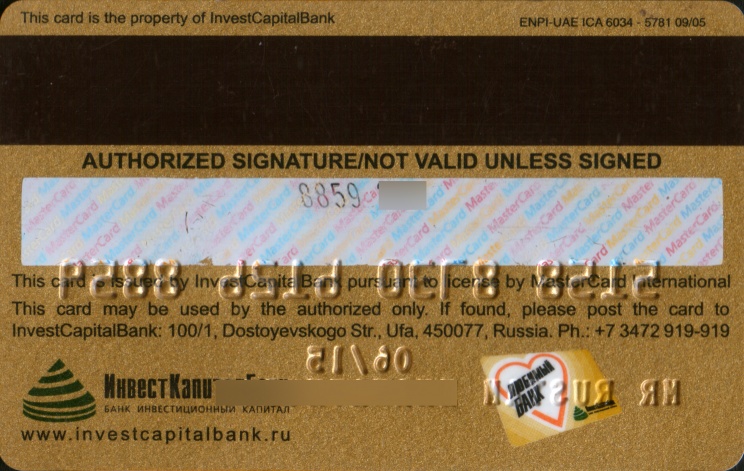 This card is the property of InvestCapitalBank
ENPI-UAE ICA 6034 - 5781 09/05
AUTHORIZED SIGNATURE/NOT VALID UNLESS SIGNED
8859
This card is issued by InvestCapitalBank pursuant to license by MasterCard International
This card may be used by the authorized only. If found, please post the card to
InvestCapitalBank: 100/1, Dostoyevskogo Str., Ufa, 450077, Russia. Ph.: +7 3472 919-919
06/15
ЛЮБИМЫЙ
БАНК
БАНК ИНВЕСТИЦИОННЫЙ КАПИТАЛ
www.investcapitalbank.ru